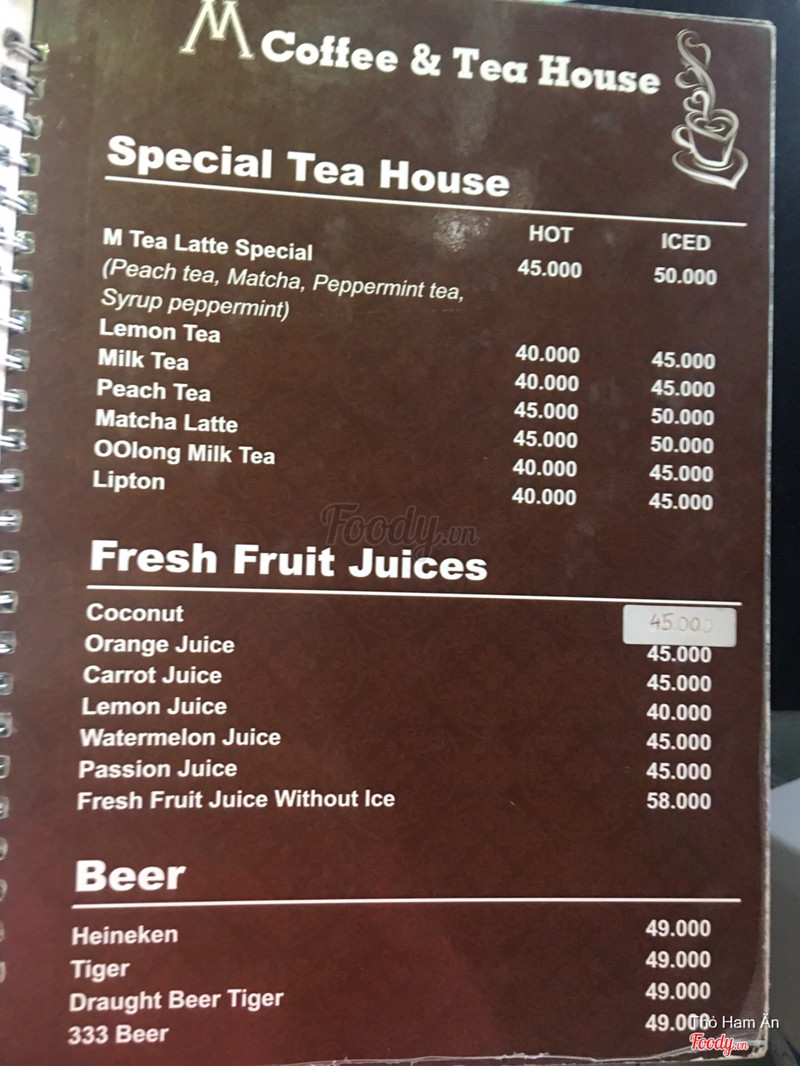 M Coffee & Tea House
Special Tea House
HOT ICED
M Tea Latte Special 45.000 50.000
(Peach tea, Matcha, Peppermint tea,
Syrup peppermint)
Lemon Tea 40.000 45.000
Milk Tea 40.000 45.000
Peach Tea 45.000 50.000
Matcha Latte 45.000 50.000
OOlong Milk Tea 40.000 45.000
Lipton 40.000 45.000
Foody.vn
Fresh Fruit Juices
Coconut 45.000
Orange Juice 45.000
Carrot Juice 45.000
Lemon Juice 40.000
Watermelon Juice 45.000
Passion Juice 45.000
Fresh Fruit Juice Without Ice 58.000
Beer
Heineken 49.000
Tiger 49.000
Draught Beer Tiger 49.000
333 Beer 49.000
Thỏ Ham Ăn
Foody.vn